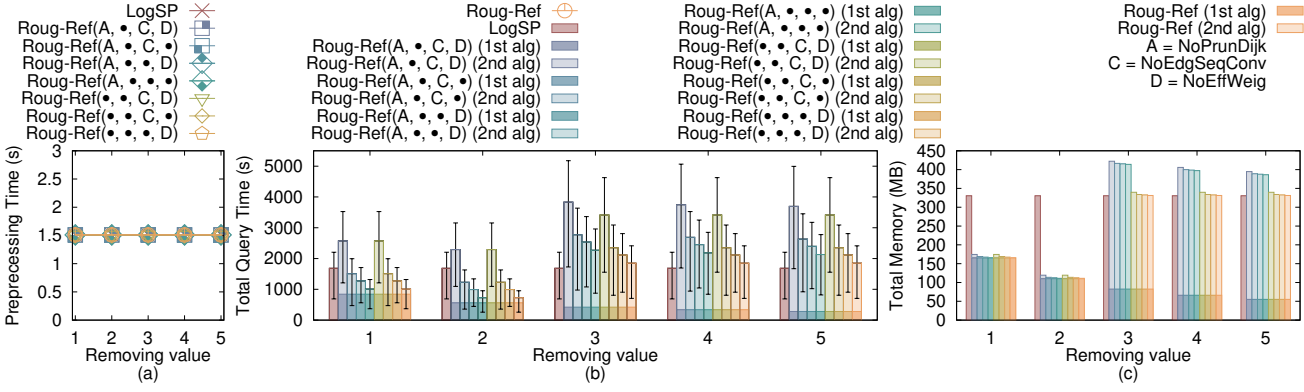 LogSP
Roug-Ref(A, •, C, D)
Roug-Ref(A, •, C, •)
Roug-Ref(A, •, •, D)
Roug-Ref(A, •, •, •)
Roug-Ref(•, •, C, D)
Roug-Ref(•, •, C, •)
Roug-Ref(•, •, •, D)
Roug-Ref
LogSP
Roug-Ref(A, •, C, D) (1st alg)
Roug-Ref(A, •, C, D) (2nd alg)
Roug-Ref(A, •, C, •) (1st alg)
Roug-Ref(A, •, C, •) (2nd alg)
Roug-Ref(A, •, •, D) (1st alg)
Roug-Ref(A, •, •, D) (2nd alg)
Roug-Ref(A, •, •, •) (1st alg)
Roug-Ref(A, •, •, •) (2nd alg)
Roug-Ref(•, •, C, D) (1st alg)
Roug-Ref(•, •, C, D) (2nd alg)
Roug-Ref(•, •, C, •) (1st alg)
Roug-Ref(•, •, C, •) (2nd alg)
Roug-Ref(•, •, •, D) (1st alg)
Roug-Ref(•, •, •, D) (2nd alg)
Roug-Ref (1st alg)
Roug-Ref (2nd alg)
A = NoPrunDijk
C = NoEdgSeqConv
D = NoEffWeig
Preprecessing Time (s)
3
2.5
2
1.5
1
0.5
0
1 2 3 4 5
Removing value
(a)
Total Query Time (s)
5000
4000
3000
2000
1000
0
1 2 3 4 5
Removing value
(b)
Total Memory (MB)
450
400
350
300
250
200
150
100
50
0
1 2 3 4 5
Removing value
(c)